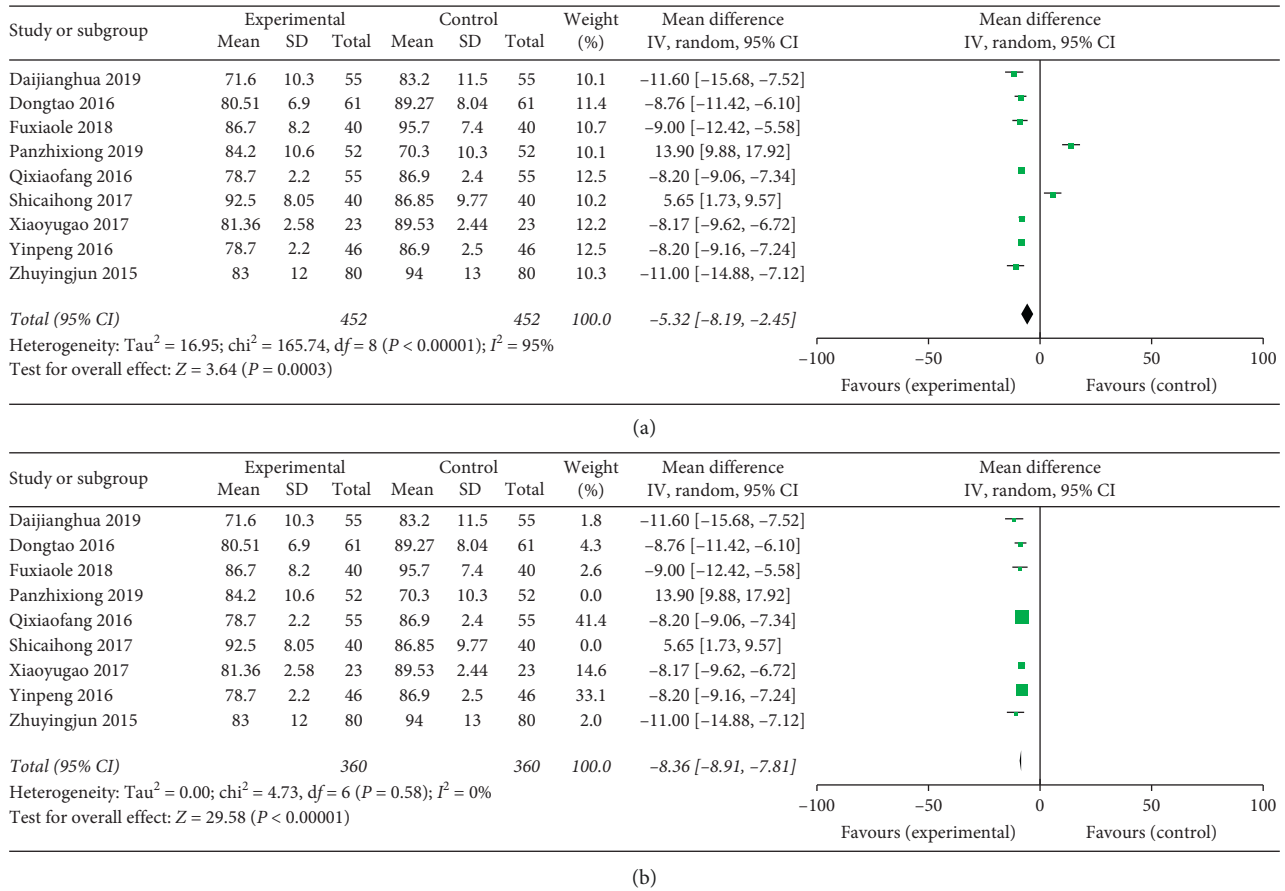 Study or subgroup Experimental Control Weight Mean difference Mean difference
Mean SD Total Mean SD Total (%) IV, random, 95% CI IV, random, 95% CI
Daijianghua 2019 71.6 10.3 55 83.2 11.5 55 10.1 –11.60 [–15.68, –7.52]
Dongtao 2016 80.51 6.9 61 89.27 8.04 61 11.4 –8.76 [–11.42, –6.10]
Fuxiaole 2018 86.7 8.2 40 95.7 7.4 40 10.7 –9.00 [–12.42, –5.58]
Panzhixiong 2019 84.2 10.6 52 70.3 10.3 52 10.1 13.90 [9.88, 17.92]
Qixiaofang 2016 78.7 2.2 55 86.9 2.4 55 12.5 –8.20 [–9.06, –7.34]
Shicaihong 2017 92.5 8.05 40 86.85 9.77 40 10.2 5.65 [1.73, 9.57]
Xiaoyugao 2017 81.36 2.58 23 89.53 2.44 23 12.2 –8.17 [–9.62, –6.72]
Yinpeng 2016 78.7 2.2 46 86.9 2.5 46 12.5 –8.20 [–9.16, –7.24]
Zhuyingjun 2015 83 12 80 94 13 80 10.3 –11.00 [–14.88, –7.12]
Total (95% CI) 452 452 100.0 –5.32 [–8.19, –2.45]
Heterogeneity: Tau² = 16.95; chi² = 165.74, df = 8 (P < 0.00001); I² = 95%
Test for overall effect: Z = 3.64 (P = 0.0003)
–100 –50 0 50 100
Favours (experimental) Favours (control)
(a)
Study or subgroup Experimental Control Weight Mean difference Mean difference
Mean SD Total Mean SD Total (%) IV, random, 95% CI IV, random, 95% CI
Daijianghua 2019 71.6 10.3 55 83.2 11.5 55 1.8 –11.60 [–15.68, –7.52]
Dongtao 2016 80.51 6.9 61 89.27 8.04 61 4.3 –8.76 [–11.42, –6.10]
Fuxiaole 2018 86.7 8.2 40 95.7 7.4 40 2.6 –9.00 [–12.42, –5.58]
Panzhixiong 2019 84.2 10.6 52 70.3 10.3 52 0.0 13.90 [9.88, 17.92]
Qixiaofang 2016 78.7 2.2 55 86.9 2.4 55 41.4 –8.20 [–9.06, –7.34]
Shicaihong 2017 92.5 8.05 40 86.85 9.77 40 0.0 5.65 [1.73, 9.57]
Xiaoyugao 2017 81.36 2.58 23 89.53 2.44 23 14.6 –8.17 [–9.62, –6.72]
Yinpeng 2016 78.7 2.2 46 86.9 2.5 46 33.1 –8.20 [–9.16, –7.24]
Zhuyingjun 2015 83 12 80 94 13 80 2.0 –11.00 [–14.88, –7.12]
Total (95% CI) 360 360 100.0 –8.36 [–8.91, –7.81]
Heterogeneity: Tau² = 0.00; chi² = 4.73, df = 6 (P = 0.58); I² = 0%
Test for overall effect: Z = 29.58 (P < 0.00001)
–100 –50 0 50 100
Favours (experimental) Favours (control)
(b)